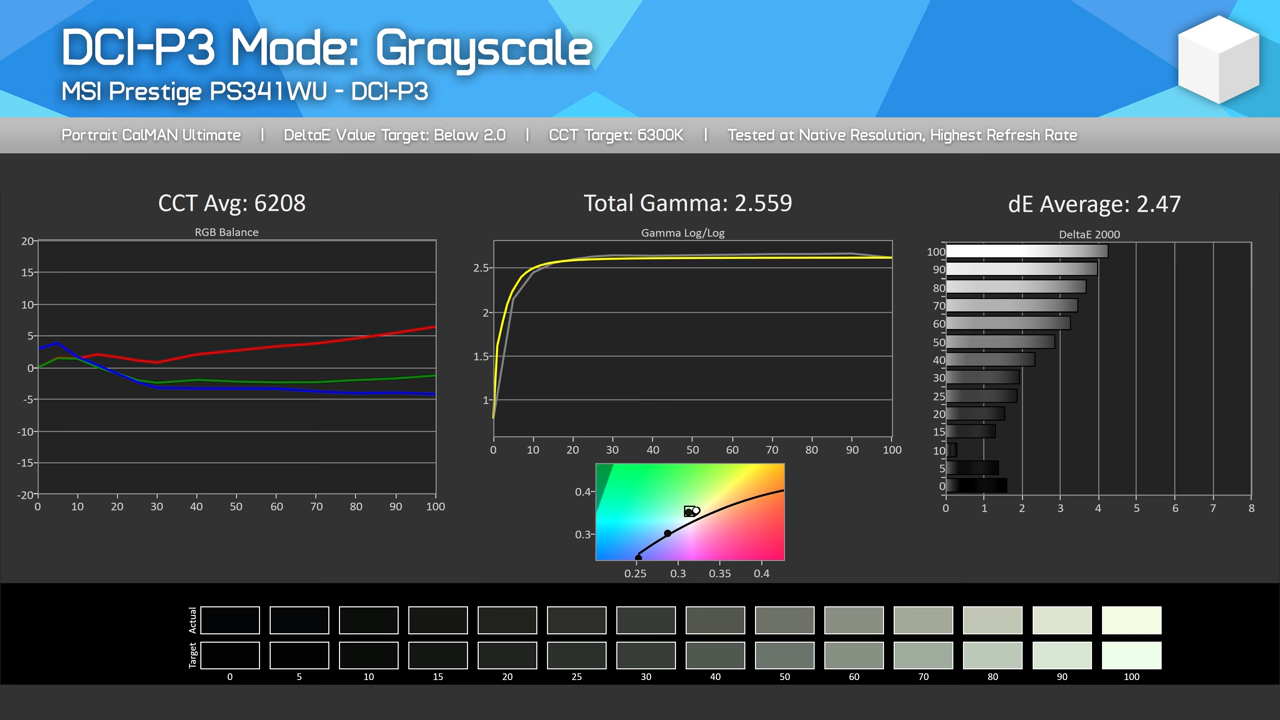 DCI-P3 Mode: Grayscale
MSI Prestige PS341WU - DCI-P3
Portrait CalMAN Ultimate | DeltaE Value Target: Below 2.0 | CCT Target: 6300K | Tested at Native Resolution, Highest Refresh Rate
CCT Avg: 6208
RGB Balance
20
15
10
5
0
-5
-10
-15
-20
0 10 20 30 40 50 60 70 80 90 100
Total Gamma: 2.559
Gamma Log/Log
2.5
2
1.5
1
0 10 20 30 40 50 60 70 80 90 100
0.4
0.3
0.25 0.3 0.35 0.4
dE Average: 2.47
DeltaE 2000
100
90
80
70
60
50
40
30
25
20
15
10
5
0
0 1 2 3 4 5 6 7 8
Actual
Target
0 5 10 15 20 25 30 40 50 60 70 80 90 100